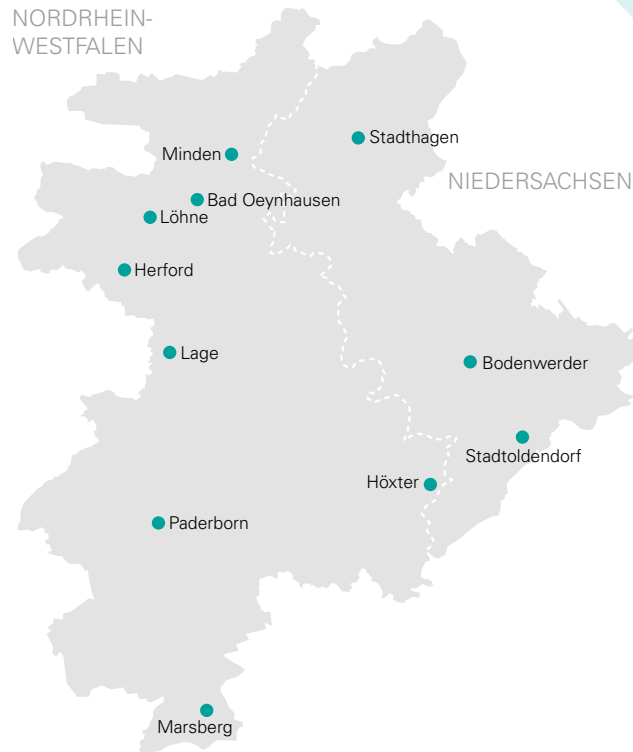 NORDRHEIN-
WESTFALEN
Stadthagen
Minden
NIEDERSACHSEN
Bad Oeynhausen
Löhne
Herford
Lage
Bodenwerder
Stadtoldendorf
Höxter
Paderborn
Marsberg